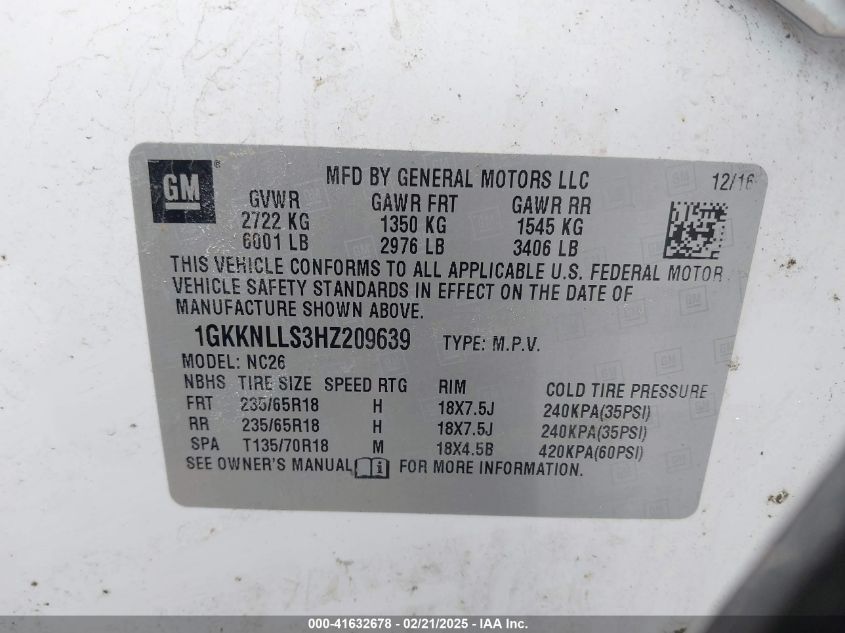 GM ®
MFD BY GENERAL MOTORS LLC 12/16
GVWR GAWR FRT GAWR RR
2722 KG 1350 KG 1545 KG
6001 LB 2976 LB 3406 LB
THIS VEHICLE CONFORMS TO ALL APPLICABLE U.S. FEDERAL MOTOR
VEHICLE SAFETY STANDARDS IN EFFECT ON THE DATE OF
MANUFACTURE SHOWN ABOVE.
1GKKNLLS3HZ209639 TYPE: M.P.V.
MODEL: NC26
NBHS TIRE SIZE SPEED RTG RIM COLD TIRE PRESSURE
FRT 235/65R18 H 18X7.5J 240KPA(35PSI)
RR 235/65R18 H 18X7.5J 240KPA(35PSI)
SPA T135/70R18 M 18X4.5B 420KPA(60PSI)
SEE OWNER'S MANUAL i FOR MORE INFORMATION.
000-41632678 - 02/21/2025 - IAA Inc.